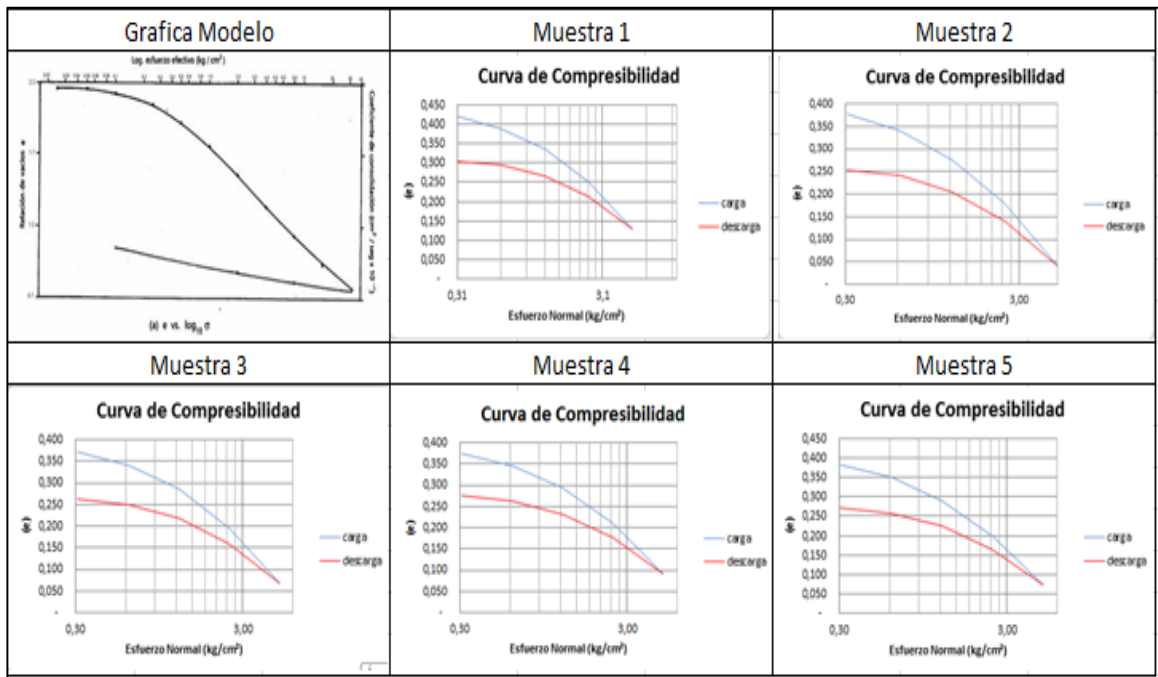 Grafica Modelo
Muestra 1
Muestra 2
Log. esfuerzo efectivo (kg / cm²)
Relación de vacíos e
Coeficiente de consolidación (cm² / seg x 10⁻⁴)
(a) e vs. log₁₀ σ
Curva de Compresibilidad
0,450
0,400
0,350
0,300
0,250
0,200
0,150
0,100
0,050
-
(e)
0,31 3,1
Esfuerzo Normal (kg/cm²)
carga
descarga
Curva de Compresibilidad
0,400
0,350
0,300
0,250
0,200
0,150
0,100
0,050
-
(e)
0,30 3,00
Esfuerzo Normal (kg/cm²)
carga
descarga
Muestra 3
Muestra 4
Muestra 5
Curva de Compresibilidad
0,400
0,350
0,300
0,250
0,200
0,150
0,100
0,050
-
(e)
0,30 3,00
Esfuerzo Normal (kg/cm²)
carga
descarga
Curva de Compresibilidad
0,400
0,350
0,300
0,250
0,200
0,150
0,100
0,050
-
(e)
0,30 3,00
Esfuerzo Normal (kg/cm²)
carga
descarga
Curva de Compresibilidad
0,450
0,400
0,350
0,300
0,250
0,200
0,150
0,100
0,050
-
(e)
0,30 3,00
Esfuerzo Normal (kg/cm²)
carga
descarga